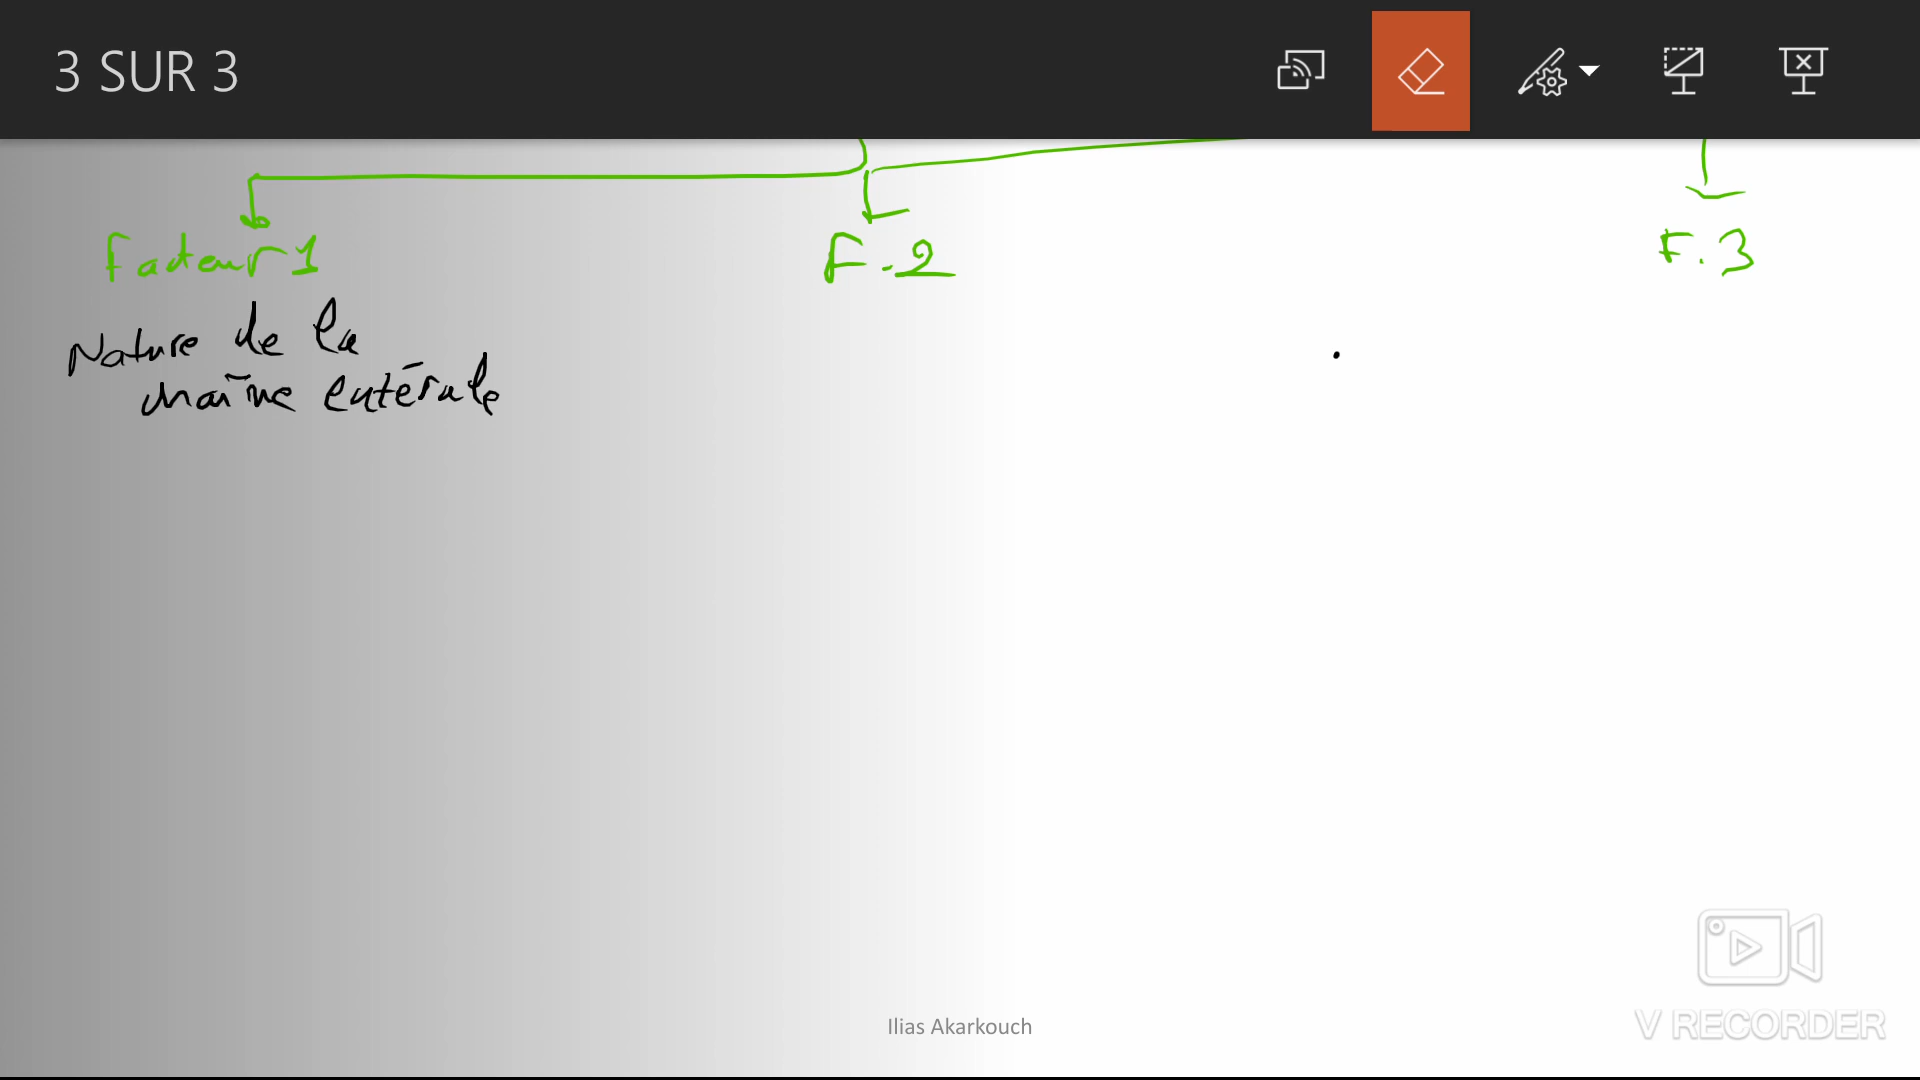 3 SUR 3
Facteur 1
F.2
F.3
Nature de la
chaîne latérale
Ilias Akarkouch
V RECORDER